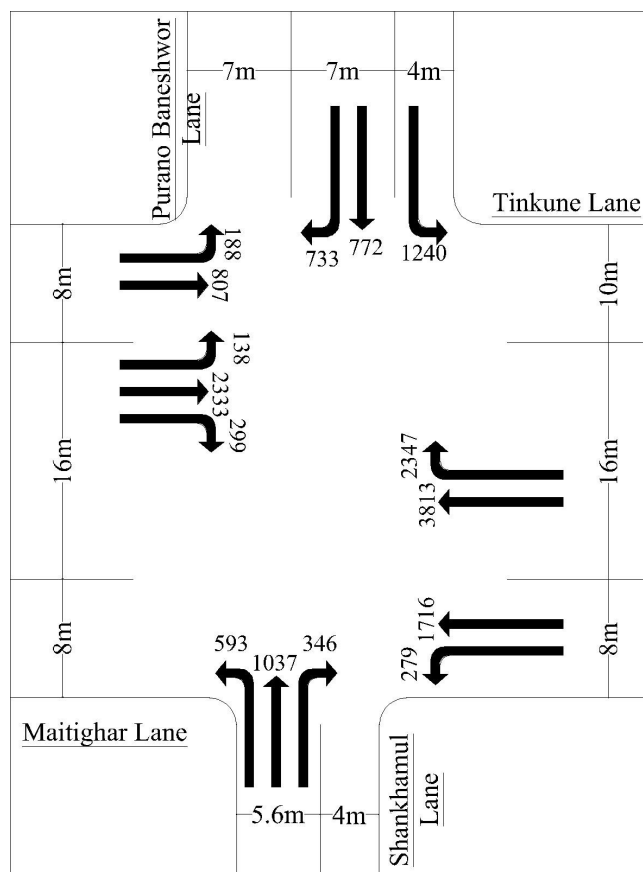 7m
7m
4m
Purano Baneshwor
Lane
Tinkune Lane
733
772
1240
188
807
8m
10m
138
2333
299
16m
2347
3813
16m
1716
279
8m
8m
593
1037
346
Maitighar Lane
5.6m
4m
Shankhamul
Lane